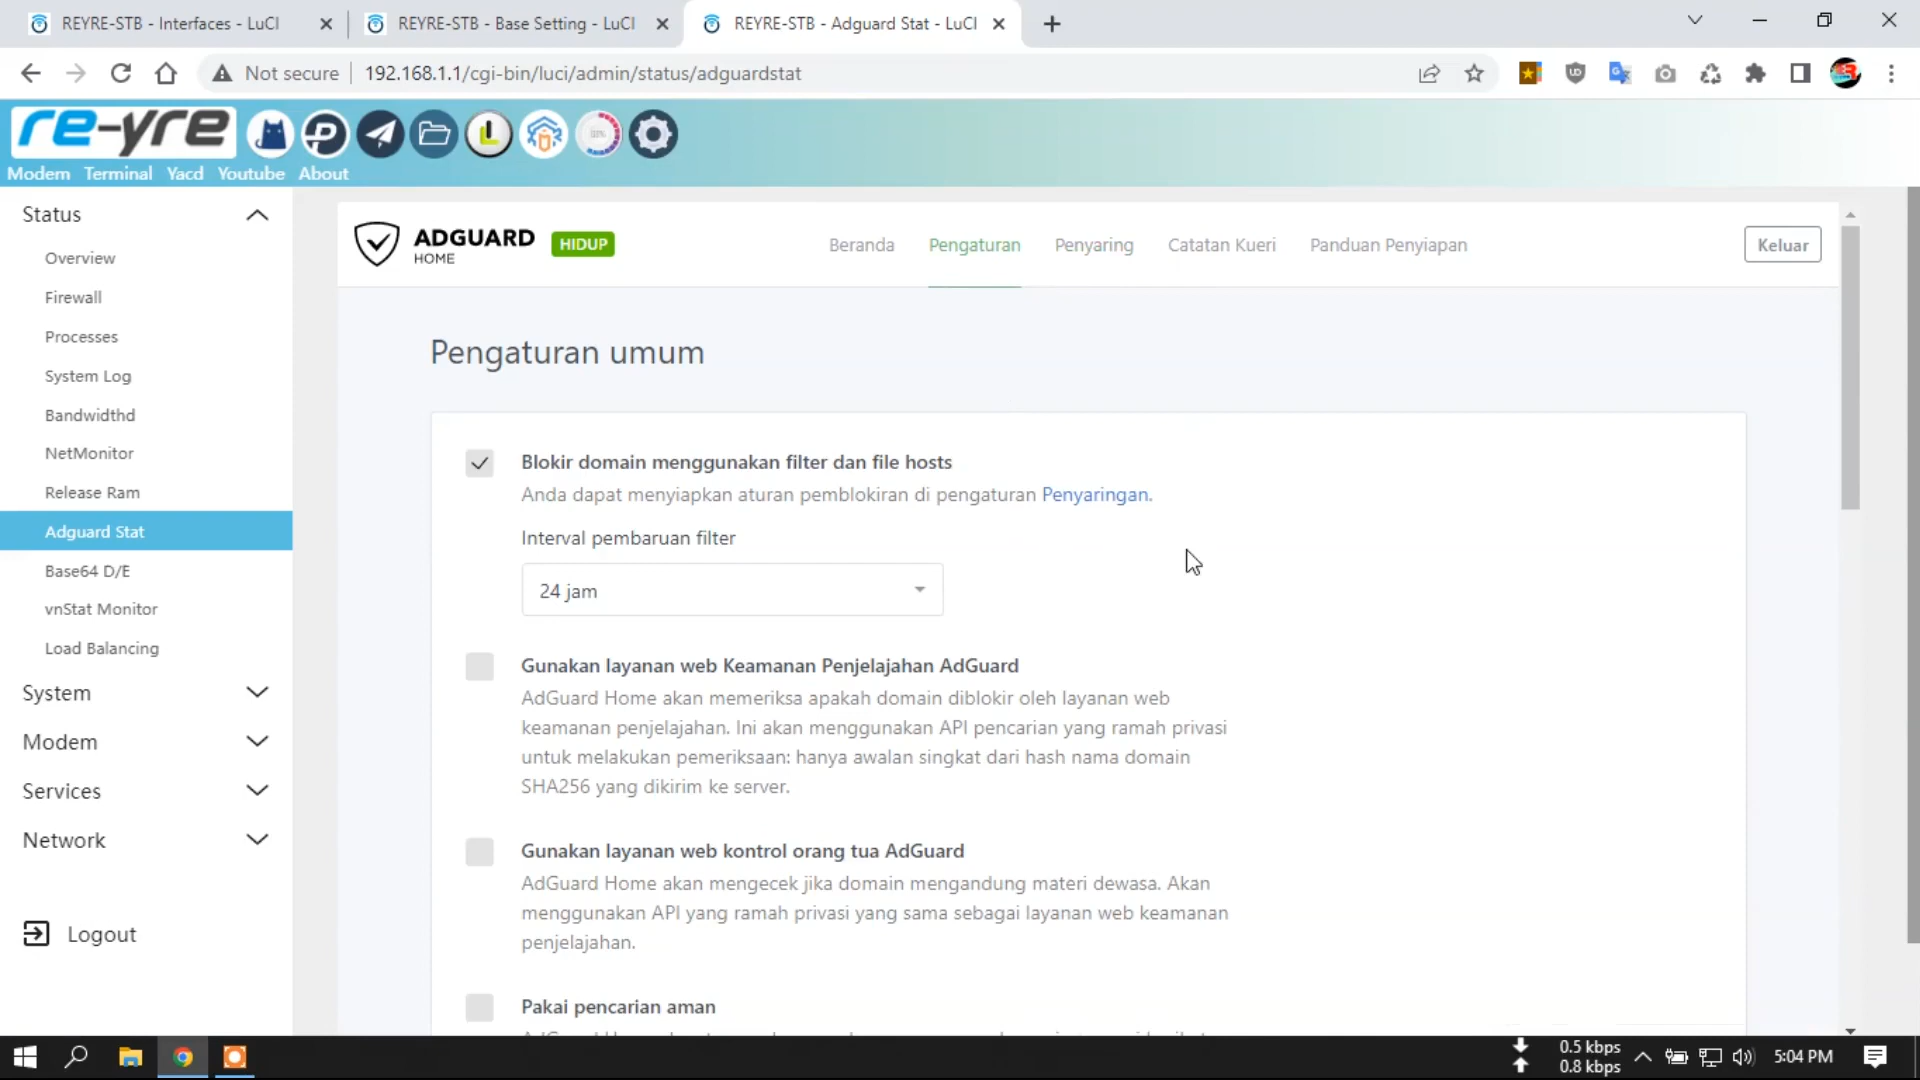 REYRE-STB - Interfaces - LuCI
REYRE-STB - Base Setting - LuCI
REYRE-STB - Adguard Stat - LuCI
Not secure
192.168.1.1/cgi-bin/luci/admin/status/adguardstat
re-yre
Modem Terminal Yacd Youtube About
Status
Overview
Firewall
Processes
System Log
Bandwidthd
NetMonitor
Release Ram
Adguard Stat
Base64 D/E
vnStat Monitor
Load Balancing
System
Modem
Services
Network
Logout
ADGUARD
HOME
HIDUP
Beranda
Pengaturan
Penyaring
Catatan Kueri
Panduan Penyiapan
Keluar
Pengaturan umum
Blokir domain menggunakan filter dan file hosts
Anda dapat menyiapkan aturan pemblokiran di pengaturan Penyaringan.
Interval pembaruan filter
24 jam
Gunakan layanan web Keamanan Penjelajahan AdGuard
AdGuard Home akan memeriksa apakah domain diblokir oleh layanan web
keamanan penjelajahan. Ini akan menggunakan API pencarian yang ramah privasi
untuk melakukan pemeriksaan: hanya awalan singkat dari hash nama domain
SHA256 yang dikirim ke server.
Gunakan layanan web kontrol orang tua AdGuard
AdGuard Home akan mengecek jika domain mengandung materi dewasa. Akan
menggunakan API yang ramah privasi yang sama sebagai layanan web keamanan
penjelajahan.
Pakai pencarian aman
0.5 kbps
0.8 kbps
5:04 PM